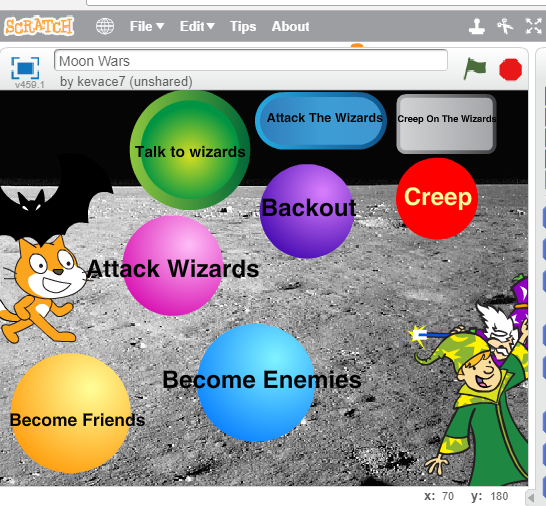 SCRATCH
File Edit Tips About
Moon Wars
v459.1
by kevace7 (unshared)
Talk to wizards
Attack The Wizards
Creep On The Wizards
Backout
Creep
Attack Wizards
Become Enemies
Become Friends
x: 70 y: 180